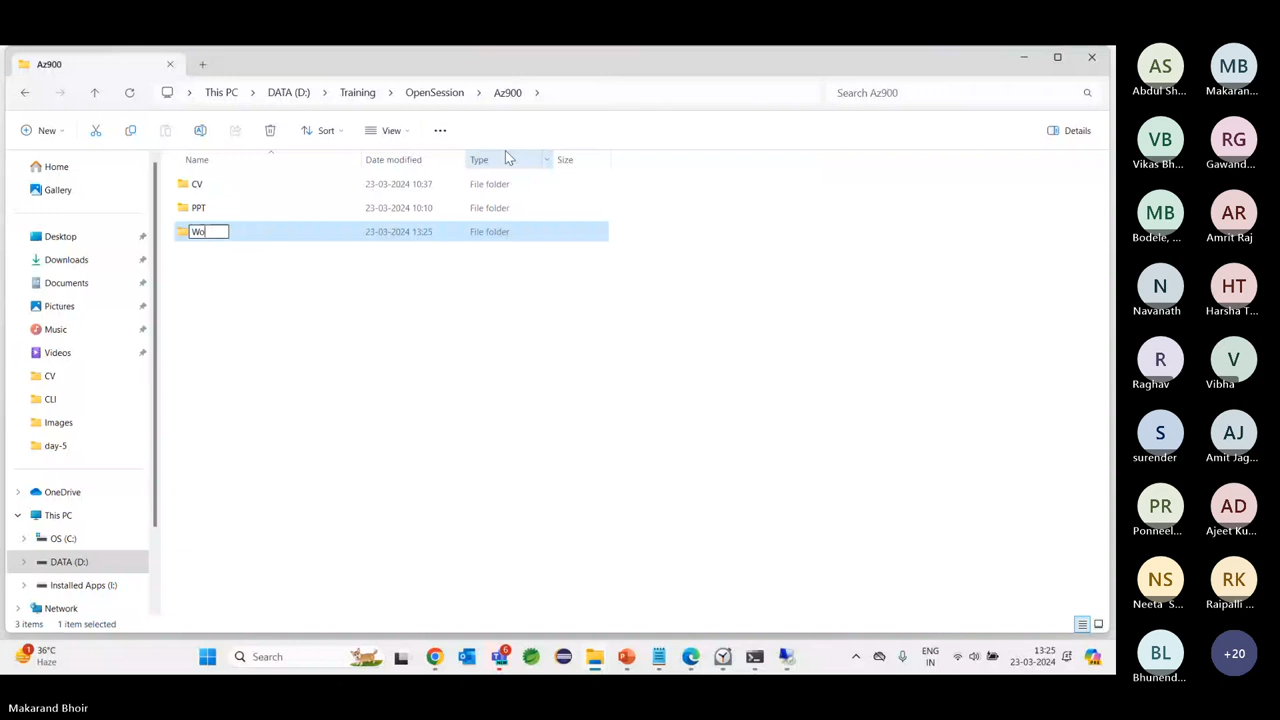 Az900
This PC > DATA (D:) > Training > OpenSession > Az900 >
Search Az900
New
Sort
View
Details
Name
Date modified
Type
Size
CV 23-03-2024 10:37 File folder
PPT 23-03-2024 10:10 File folder
Wo 23-03-2024 13:25 File folder
Home
Gallery
Desktop
Downloads
Documents
Pictures
Music
Videos
CV
CLI
Images
day-5
OneDrive
This PC
OS (C:)
DATA (D:)
Installed Apps (I:)
Network
3 items 1 item selected
1
36°C
Haze
Search
6
ENG
IN
13:25
23-03-2024
AS
Abdul Sh...
MB
Makaran...
VB
Vikas Bh...
RG
Gawand...
MB
Bodele, ...
AR
Amrit Raj
N
Navanath
HT
Harsha T...
R
Raghav
V
Vibha
S
surender
AJ
Amit Jag...
PR
Ponneel...
AD
Ajeet Ku...
NS
Neeta S...
RK
Raipalli ...
BL
Bhunend...
+20
Makarand Bhoir